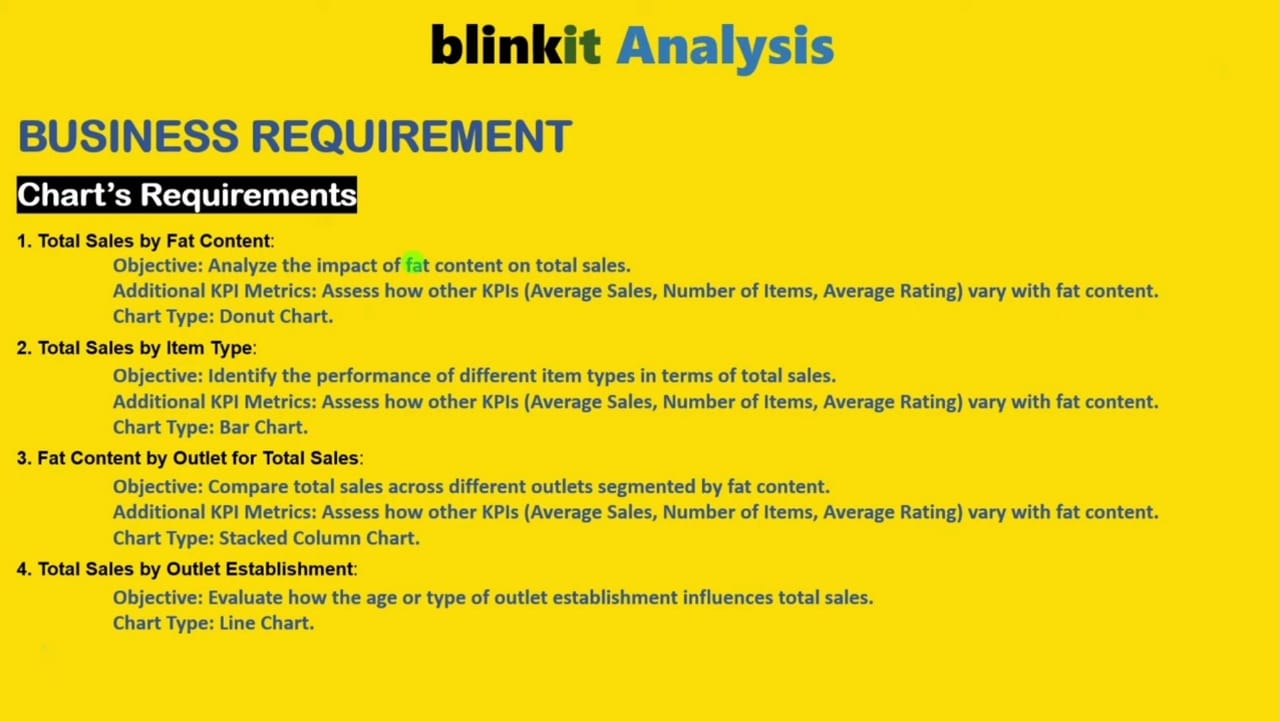 blinkit Analysis
BUSINESS REQUIREMENT
Chart’s Requirements
1. Total Sales by Fat Content:
Objective: Analyze the impact of fat content on total sales.
Additional KPI Metrics: Assess how other KPIs (Average Sales, Number of Items, Average Rating) vary with fat content.
Chart Type: Donut Chart.
2. Total Sales by Item Type:
Objective: Identify the performance of different item types in terms of total sales.
Additional KPI Metrics: Assess how other KPIs (Average Sales, Number of Items, Average Rating) vary with fat content.
Chart Type: Bar Chart.
3. Fat Content by Outlet for Total Sales:
Objective: Compare total sales across different outlets segmented by fat content.
Additional KPI Metrics: Assess how other KPIs (Average Sales, Number of Items, Average Rating) vary with fat content.
Chart Type: Stacked Column Chart.
4. Total Sales by Outlet Establishment:
Objective: Evaluate how the age or type of outlet establishment influences total sales.
Chart Type: Line Chart.